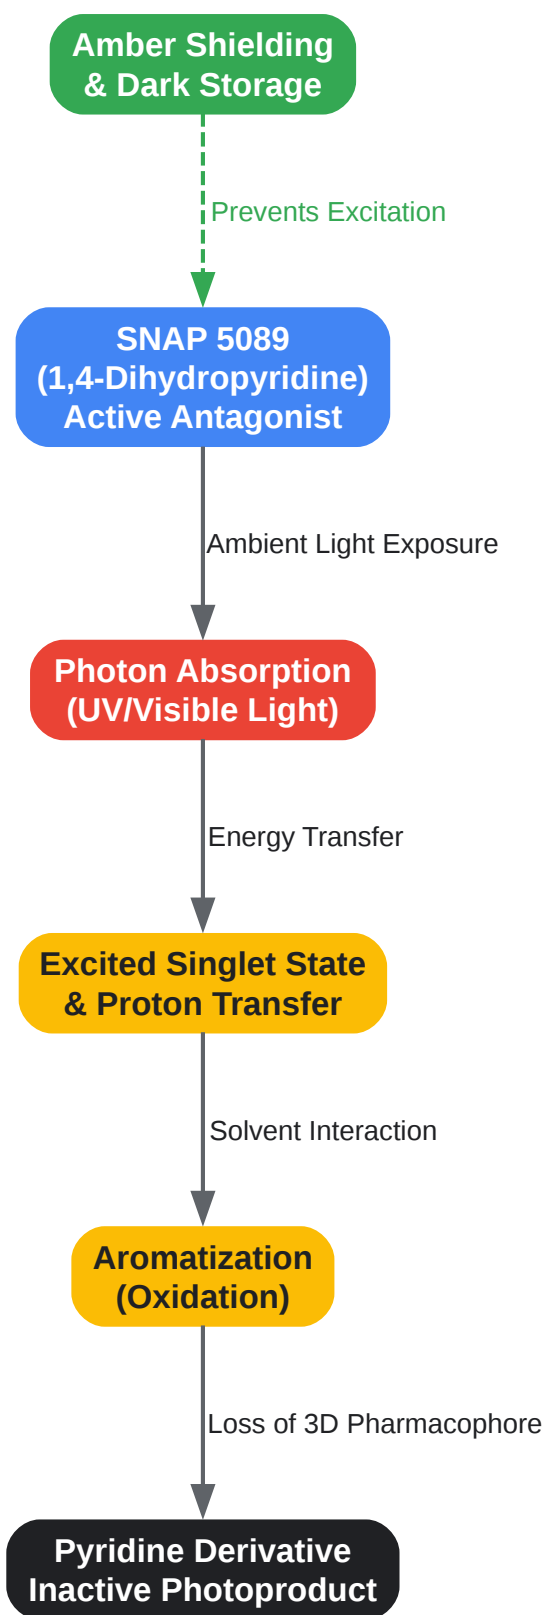 Amber Shielding
& Dark Storage
Prevents Excitation
SNAP 5089
(1,4-Dihydropyridine)
Active Antagonist
Ambient Light Exposure
Photon Absorption
(UV/Visible Light)
Energy Transfer
Excited Singlet State
& Proton Transfer
Solvent Interaction
Aromatization
(Oxidation)
Loss of 3D Pharmacophore
Pyridine Derivative
Inactive Photoproduct